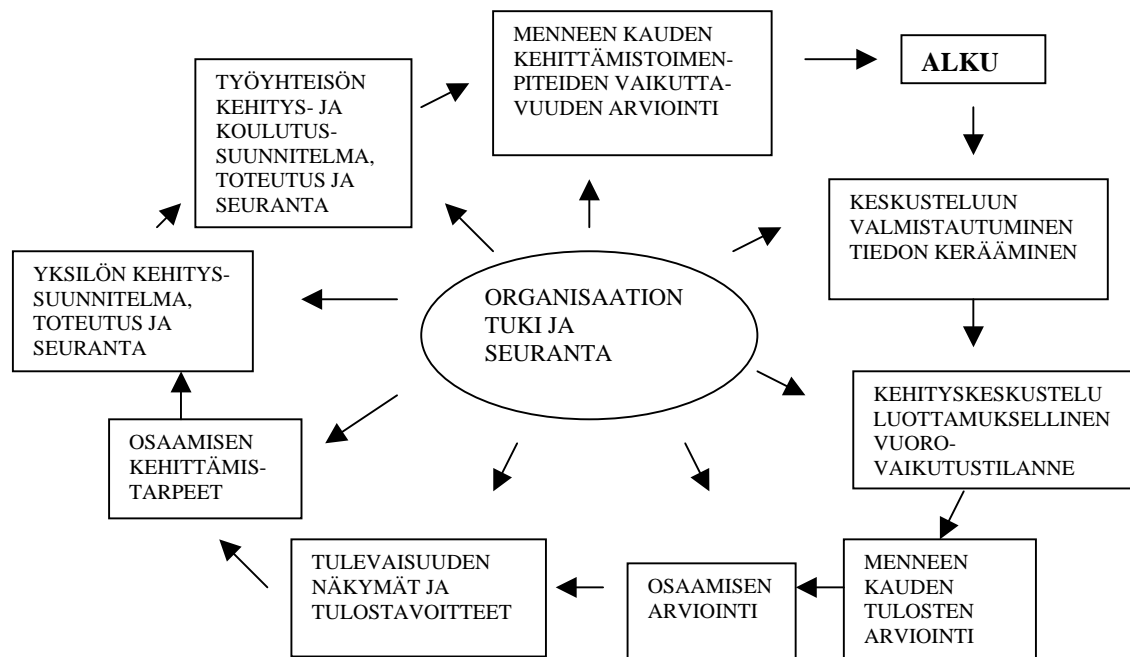 ALKU
KESKUSTELUUN
VALMISTAUTUMINEN
TIEDON KERÄÄMINEN
KEHITYSKESKUSTELU
LUOTTAMUKSELLINEN
VUORO-
VAIKUTUSTILANNE
MENNEEN
KAUDEN
TULOSTEN
ARVIOINTI
OSAAMISEN
ARVIOINTI
TULEVAISUUDEN
NÄKYMÄT JA
TULOSTAVOITTEET
OSAAMISEN
KEHITTÄMIS-
TARPEET
YKSILÖN KEHITYS-
SUUNNITELMA,
TOTEUTUS JA
SEURANTA
TYÖYHTEISÖN
KEHITYS- JA
KOULUTUS-
SUUNNITELMA,
TOTEUTUS JA
SEURANTA
MENNEEN KAUDEN
KEHITTÄMISTOIMEN-
PITEIDEN VAIKUTTA-
VUUDEN ARVIOINTI
ORGANISAATION
TUKI JA
SEURANTA